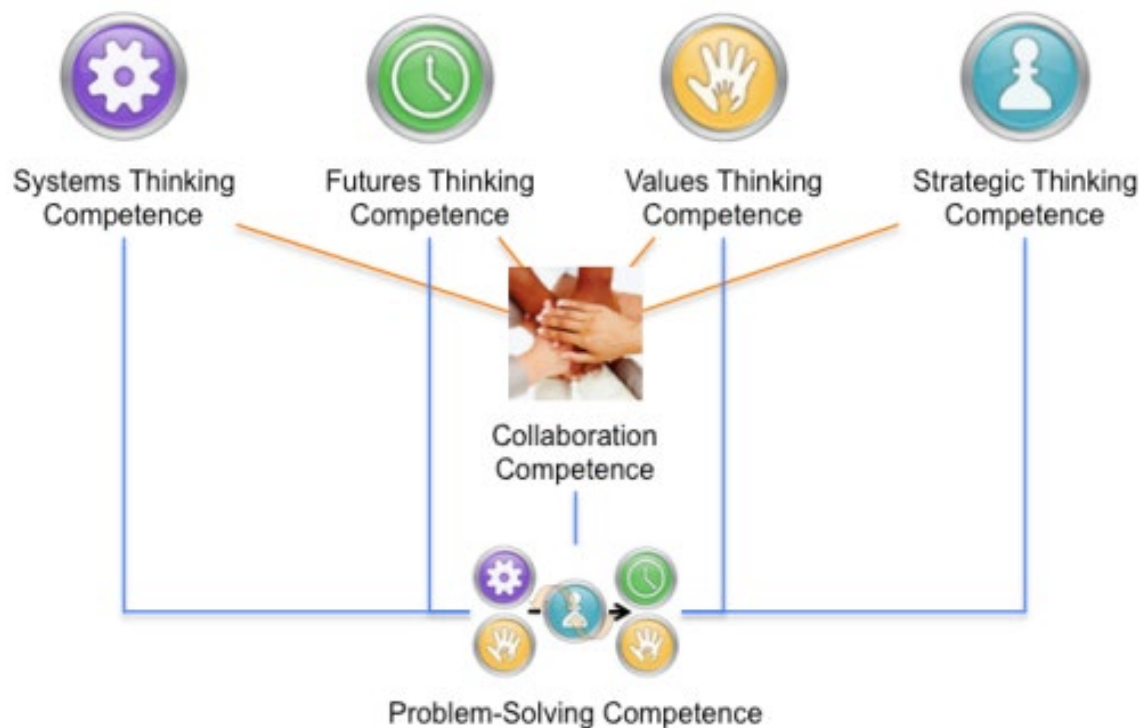 Systems Thinking
Competence
Futures Thinking
Competence
Values Thinking
Competence
Strategic Thinking
Competence
Collaboration
Competence
Problem-Solving Competence